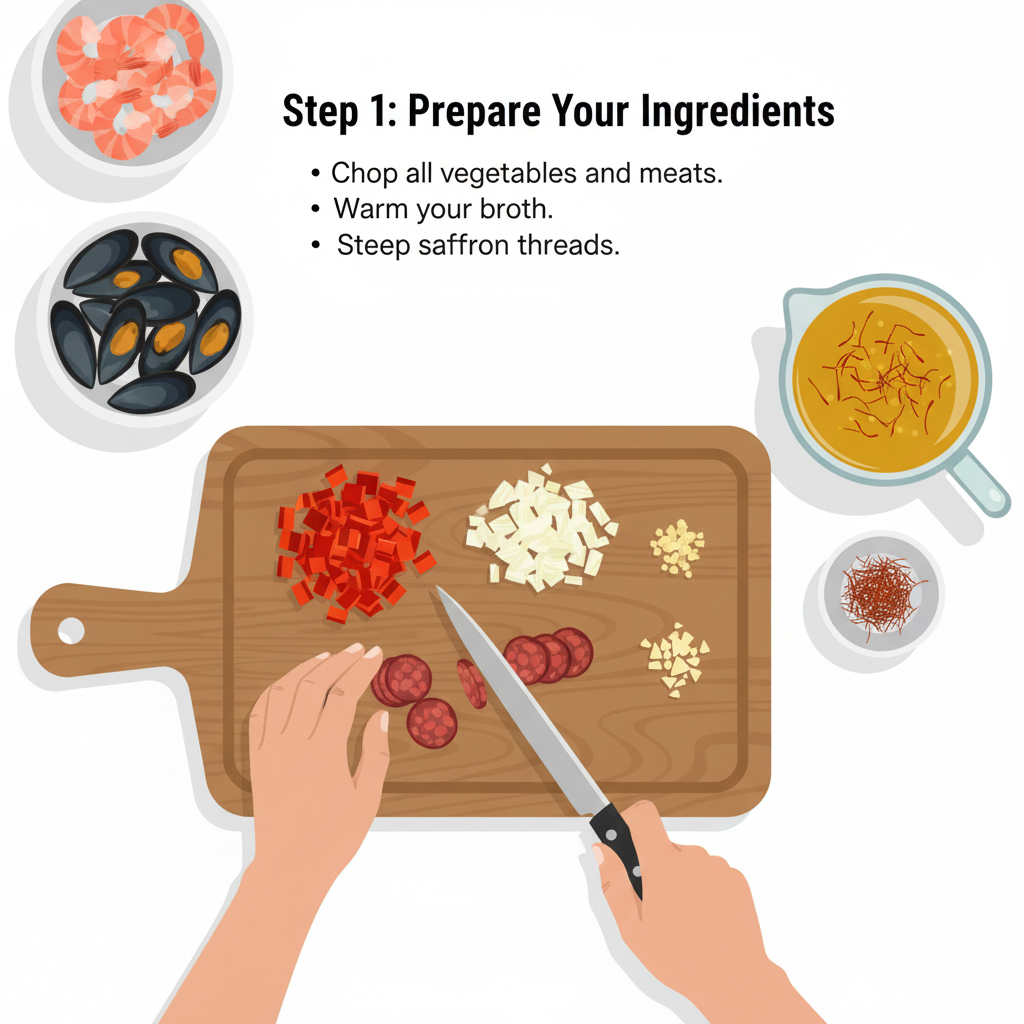 Step 1: Prepare Your Ingredients
• Chop all vegetables and meats.
• Warm your broth.
• Steep saffron threads.